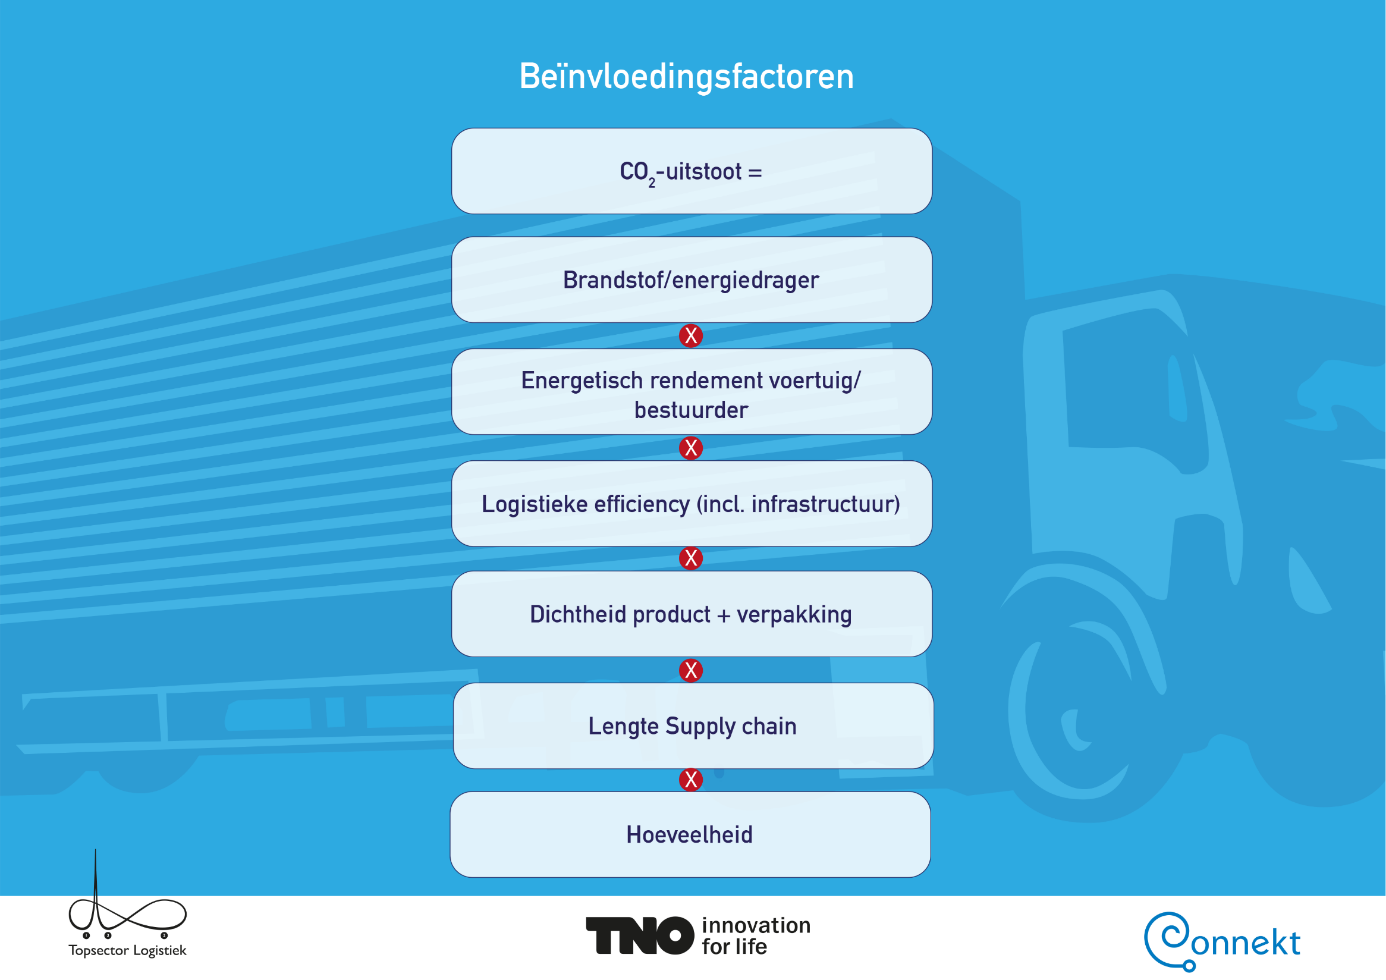 Beïnvloedingsfactoren
CO₂-uitstoot =
Brandstof/energiedrager
X
Energetisch rendement voertuig/
bestuurder
X
Logistieke efficiency (incl. infrastructuur)
X
Dichtheid product + verpakking
X
Lengte Supply chain
X
Hoeveelheid
Topsector Logistiek
TNO innovation
for life
Connekt